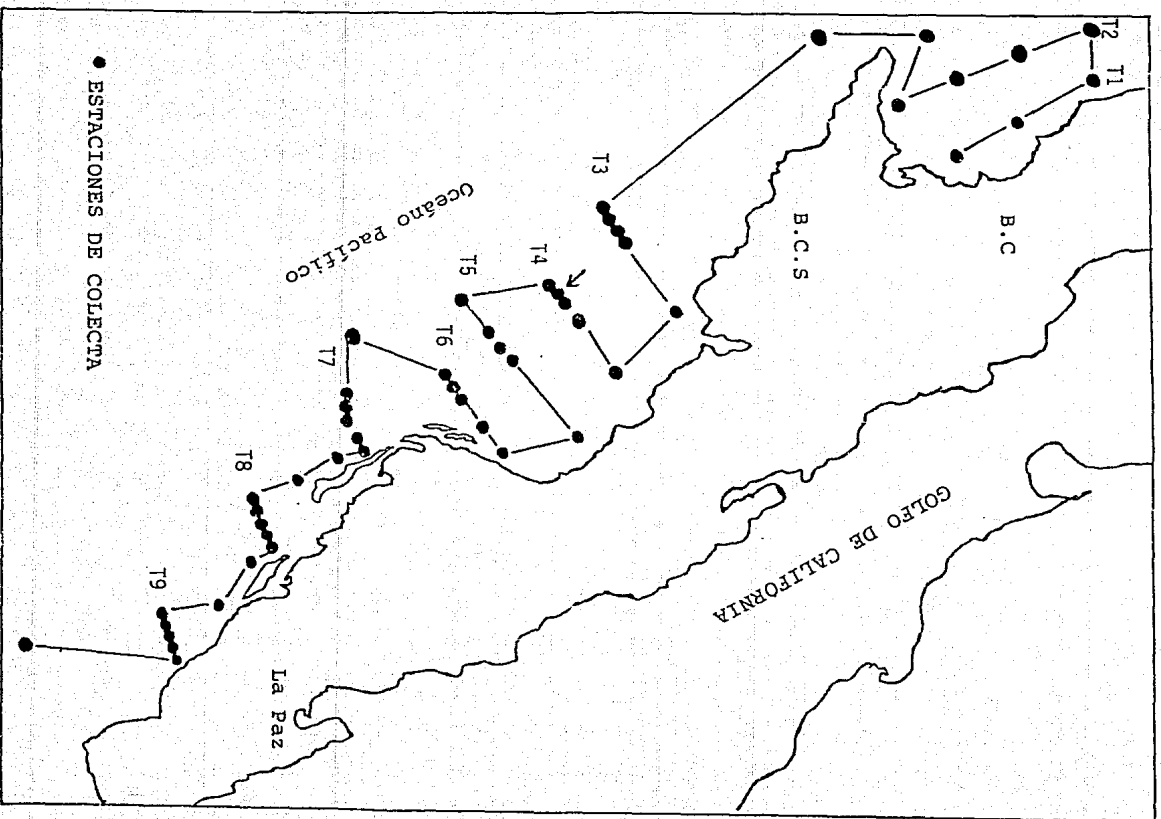 T2
T1
B.C
B.C.S
T3
T4
T5
T6
T7
T8
T9
Oceáno Pacífico
GOLFO DE CALIFORNIA
La Paz
● ESTACIONES DE COLECTA